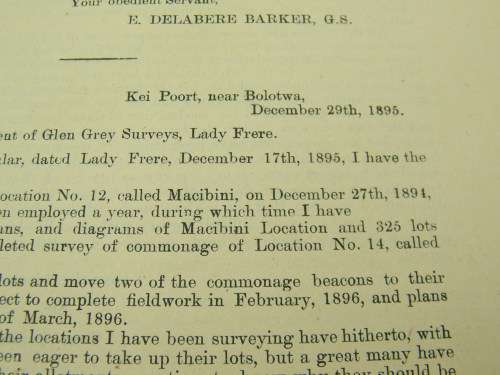 Your obedient Servant,
E. DELABERE BARKER, G.S.
Kei Poort, near Bolotwa,
December 29th, 1895.
ent of Glen Grey Surveys, Lady Frere.
lar, dated Lady Frere, December 17th, 1895, I have the
ocation No. 12, called Macibini, on December 27th, 1894,
en employed a year, during which time I have
ans, and diagrams of Macibini Location and 325 lots
leted survey of commonage of Location No. 14, called
lots and move two of the commonage beacons to their
ect to complete fieldwork in February, 1896, and plans
of March, 1896.
the locations I have been surveying have hitherto, with
een eager to take up their lots, but a great many have
they should be